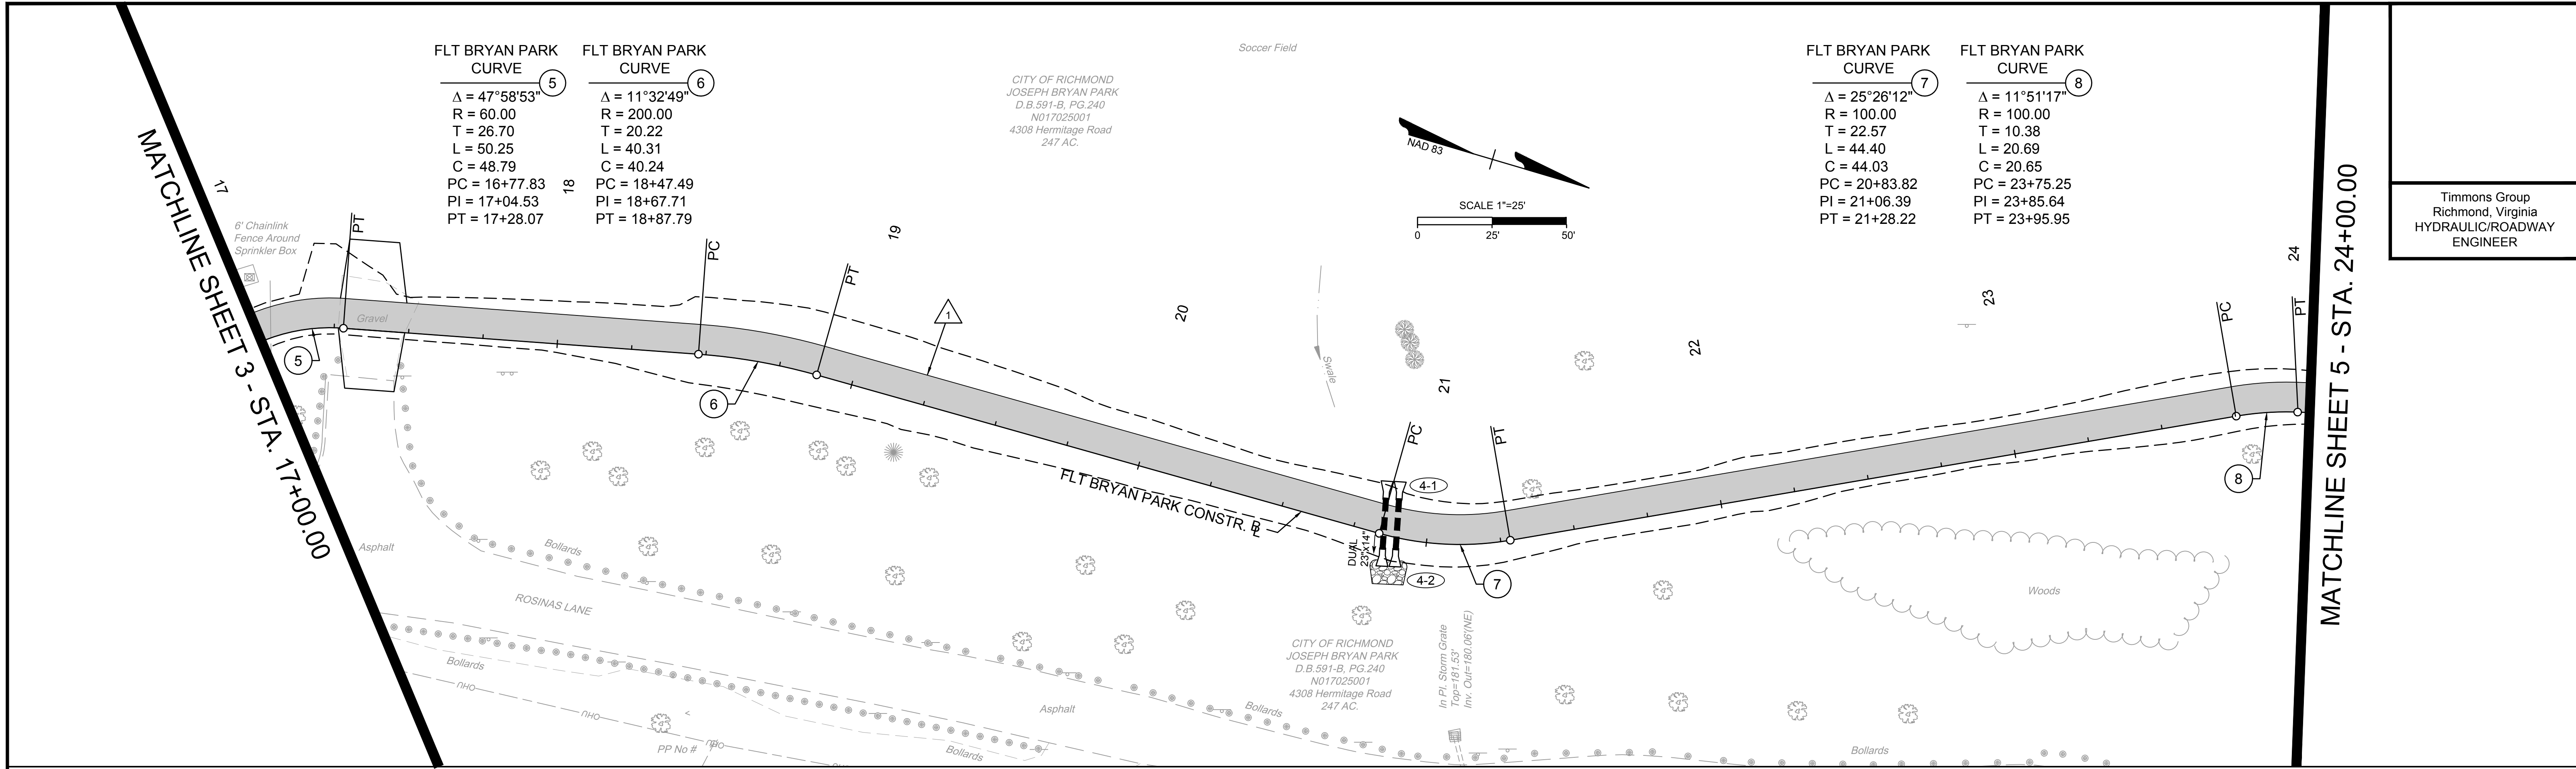 FLT BRYAN PARK
CURVE
5
Δ = 47°58'53"
R = 60.00
T = 26.70
L = 50.25
C = 48.79
PC = 16+77.83
PI = 17+04.53
PT = 17+28.07
FLT BRYAN PARK
CURVE
6
Δ = 11°32'49"
R = 200.00
T = 20.22
L = 40.31
C = 40.24
PC = 18+47.49
PI = 18+67.71
PT = 18+87.79
Soccer Field
CITY OF RICHMOND
JOSEPH BRYAN PARK
D.B.591-B, PG.240
N017025001
4308 Hermitage Road
247 AC.
NAD 83
SCALE 1"=25'
0 25' 50'
FLT BRYAN PARK
CURVE
7
Δ = 25°26'12"
R = 100.00
T = 22.57
L = 44.40
C = 44.03
PC = 20+83.82
PI = 21+06.39
PT = 21+28.22
FLT BRYAN PARK
CURVE
8
Δ = 11°51'17"
R = 100.00
T = 10.38
L = 20.69
C = 20.65
PC = 23+75.25
PI = 23+85.64
PT = 23+95.95
Timmons Group
Richmond, Virginia
HYDRAULIC/ROADWAY
ENGINEER
MATCHLINE SHEET 3 - STA. 17+00.00
MATCHLINE SHEET 5 - STA. 24+00.00
17
18
19
20
21
22
23
24
6' Chainlink
Fence Around
Sprinkler Box
PT
PC
PT
PC
PT
PC
PT
Gravel
1
5
6
Swale
FLT BRYAN PARK CONSTR. BL
4-1
DUAL
23"x14"
4-2
7
8
Woods
Asphalt
Bollards
ROSINAS LANE
Bollards
OHU
OHU
PP No #
OHU
Bollards
Asphalt
Bollards
CITY OF RICHMOND
JOSEPH BRYAN PARK
D.B.591-B, PG.240
N017025001
4308 Hermitage Road
247 AC.
In Pl. Storm Grate
Top=181.53'
Inv. Out=180.06'(NE)
Bollards